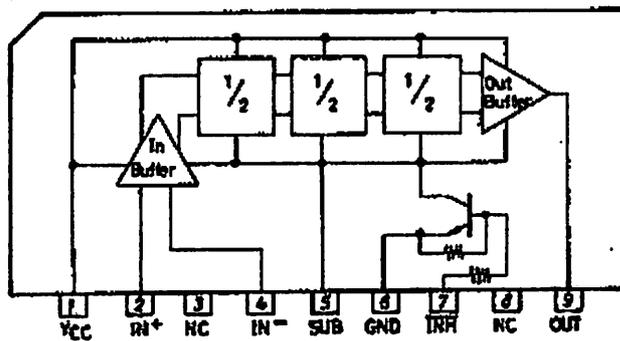 1/2 1/2 1/2
Out
Buffer
In
Buffer
1 2 3 4 5 6 7 8 9
VCC IN+ NC IN− SUB GND INH NC OUT